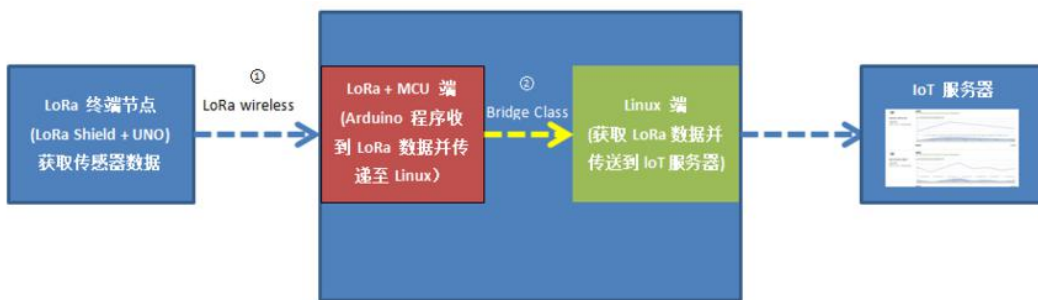 LoRa 终端节点
(LoRa Shield + UNO)
获取传感器数据
①
LoRa wireless
LoRa + MCU 端
(Arduino 程序收
到 LoRa 数据并传
递至 Linux）
②
Bridge Class
Linux 端
(获取 LoRa 数据并
传送到 IoT 服务器)
IoT 服务器